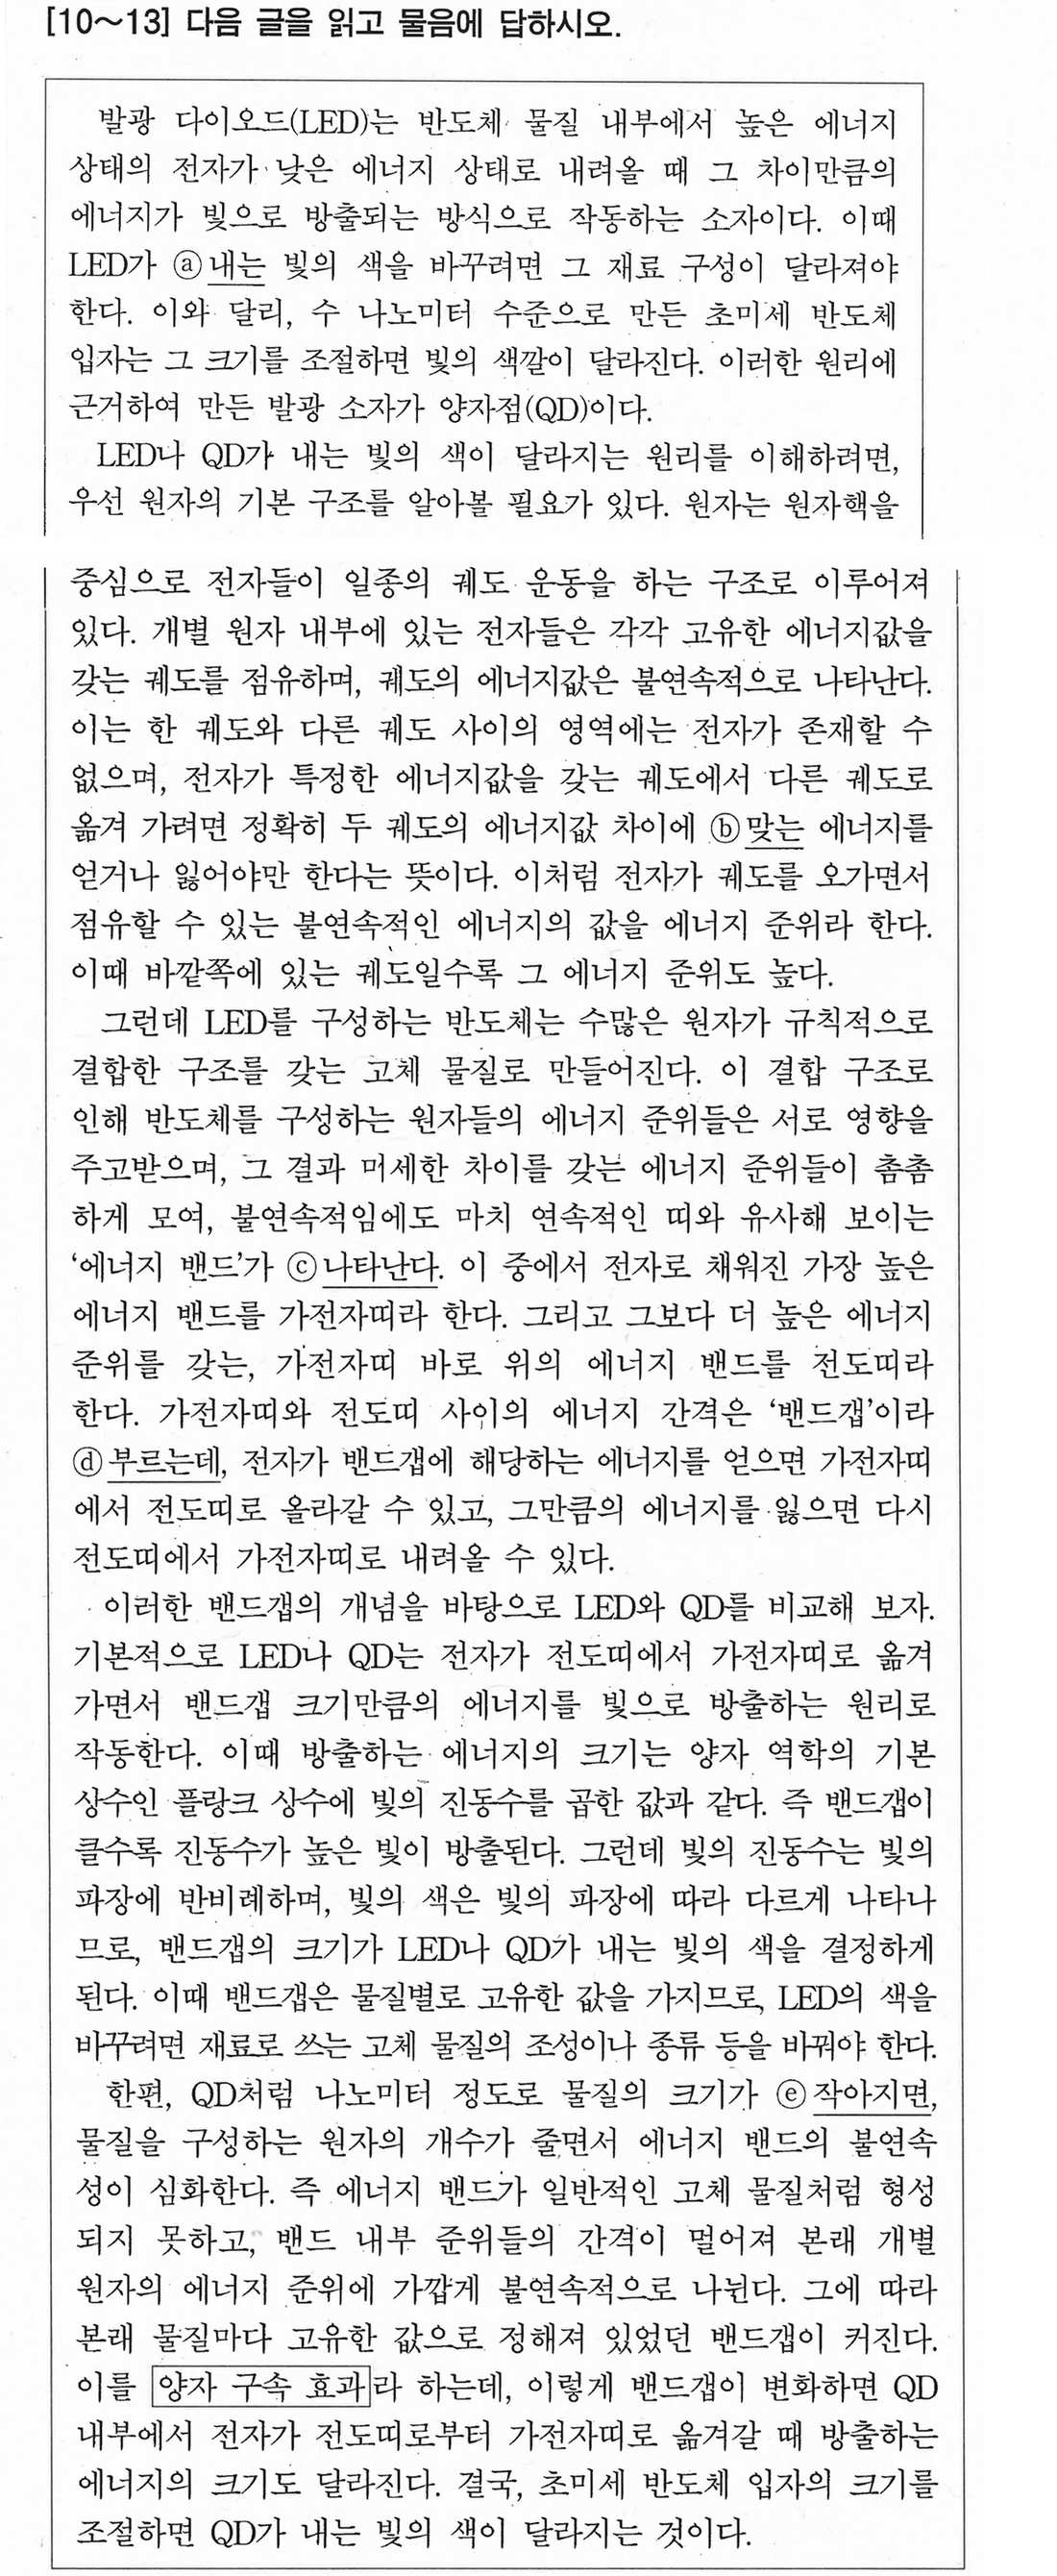 [10～13] 다음 글을 읽고 물음에 답하시오.
발광 다이오드(LED)는 반도체 물질 내부에서 높은 에너지
상태의 전자가 낮은 에너지 상태로 내려올 때 그 차이만큼의
에너지가 빛으로 방출되는 방식으로 작동하는 소자이다. 이때
LED가 ⓐ내는 빛의 색을 바꾸려면 그 재료 구성이 달라져야
한다. 이와 달리, 수 나노미터 수준으로 만든 초미세 반도체
입자는 그 크기를 조절하면 빛의 색깔이 달라진다. 이러한 원리에
근거하여 만든 발광 소자가 양자점(QD)이다.
LED나 QD가 내는 빛의 색이 달라지는 원리를 이해하려면,
우선 원자의 기본 구조를 알아볼 필요가 있다. 원자는 원자핵을
중심으로 전자들이 일종의 궤도 운동을 하는 구조로 이루어져
있다. 개별 원자 내부에 있는 전자들은 각각 고유한 에너지값을
갖는 궤도를 점유하며, 궤도의 에너지값은 불연속적으로 나타난다.
이는 한 궤도와 다른 궤도 사이의 영역에는 전자가 존재할 수
없으며, 전자가 특정한 에너지값을 갖는 궤도에서 다른 궤도로
옮겨 가려면 정확히 두 궤도의 에너지값 차이에 ⓑ맞는 에너지를
얻거나 잃어야만 한다는 뜻이다. 이처럼 전자가 궤도를 오가면서
점유할 수 있는 불연속적인 에너지의 값을 에너지 준위라 한다.
이때 바깥쪽에 있는 궤도일수록 그 에너지 준위도 높다.
그런데 LED를 구성하는 반도체는 수많은 원자가 규칙적으로
결합한 구조를 갖는 고체 물질로 만들어진다. 이 결합 구조로
인해 반도체를 구성하는 원자들의 에너지 준위들은 서로 영향을
주고받으며, 그 결과 미세한 차이를 갖는 에너지 준위들이 촘촘
하게 모여, 불연속적임에도 마치 연속적인 띠와 유사해 보이는
‘에너지 밴드’가 ⓒ나타난다. 이 중에서 전자로 채워진 가장 높은
에너지 밴드를 가전자띠라 한다. 그리고 그보다 더 높은 에너지
준위를 갖는, 가전자띠 바로 위의 에너지 밴드를 전도띠라
한다. 가전자띠와 전도띠 사이의 에너지 간격은 ‘밴드갭’이라
ⓓ부르는데, 전자가 밴드갭에 해당하는 에너지를 얻으면 가전자띠
에서 전도띠로 올라갈 수 있고, 그만큼의 에너지를 잃으면 다시
전도띠에서 가전자띠로 내려올 수 있다.
이러한 밴드갭의 개념을 바탕으로 LED와 QD를 비교해 보자.
기본적으로 LED나 QD는 전자가 전도띠에서 가전자띠로 옮겨
가면서 밴드갭 크기만큼의 에너지를 빛으로 방출하는 원리로
작동한다. 이때 방출하는 에너지의 크기는 양자 역학의 기본
상수인 플랑크 상수에 빛의 진동수를 곱한 값과 같다. 즉 밴드갭이
클수록 진동수가 높은 빛이 방출된다. 그런데 빛의 진동수는 빛의
파장에 반비례하며, 빛의 색은 빛의 파장에 따라 다르게 나타나
므로, 밴드갭의 크기가 LED나 QD가 내는 빛의 색을 결정하게
된다. 이때 밴드갭은 물질별로 고유한 값을 가지므로, LED의 색을
바꾸려면 재료로 쓰는 고체 물질의 조성이나 종류 등을 바꿔야 한다.
한편, QD처럼 나노미터 정도로 물질의 크기가 ⓔ작아지면,
물질을 구성하는 원자의 개수가 줄면서 에너지 밴드의 불연속
성이 심화한다. 즉 에너지 밴드가 일반적인 고체 물질처럼 형성
되지 못하고, 밴드 내부 준위들의 간격이 멀어져 본래 개별
원자의 에너지 준위에 가깝게 불연속적으로 나뉜다. 그에 따라
본래 물질마다 고유한 값으로 정해져 있었던 밴드갭이 커진다.
이를 양자 구속 효과라 하는데, 이렇게 밴드갭이 변화하면 QD
내부에서 전자가 전도띠로부터 가전자띠로 옮겨갈 때 방출하는
에너지의 크기도 달라진다. 결국, 초미세 반도체 입자의 크기를
조절하면 QD가 내는 빛의 색이 달라지는 것이다.